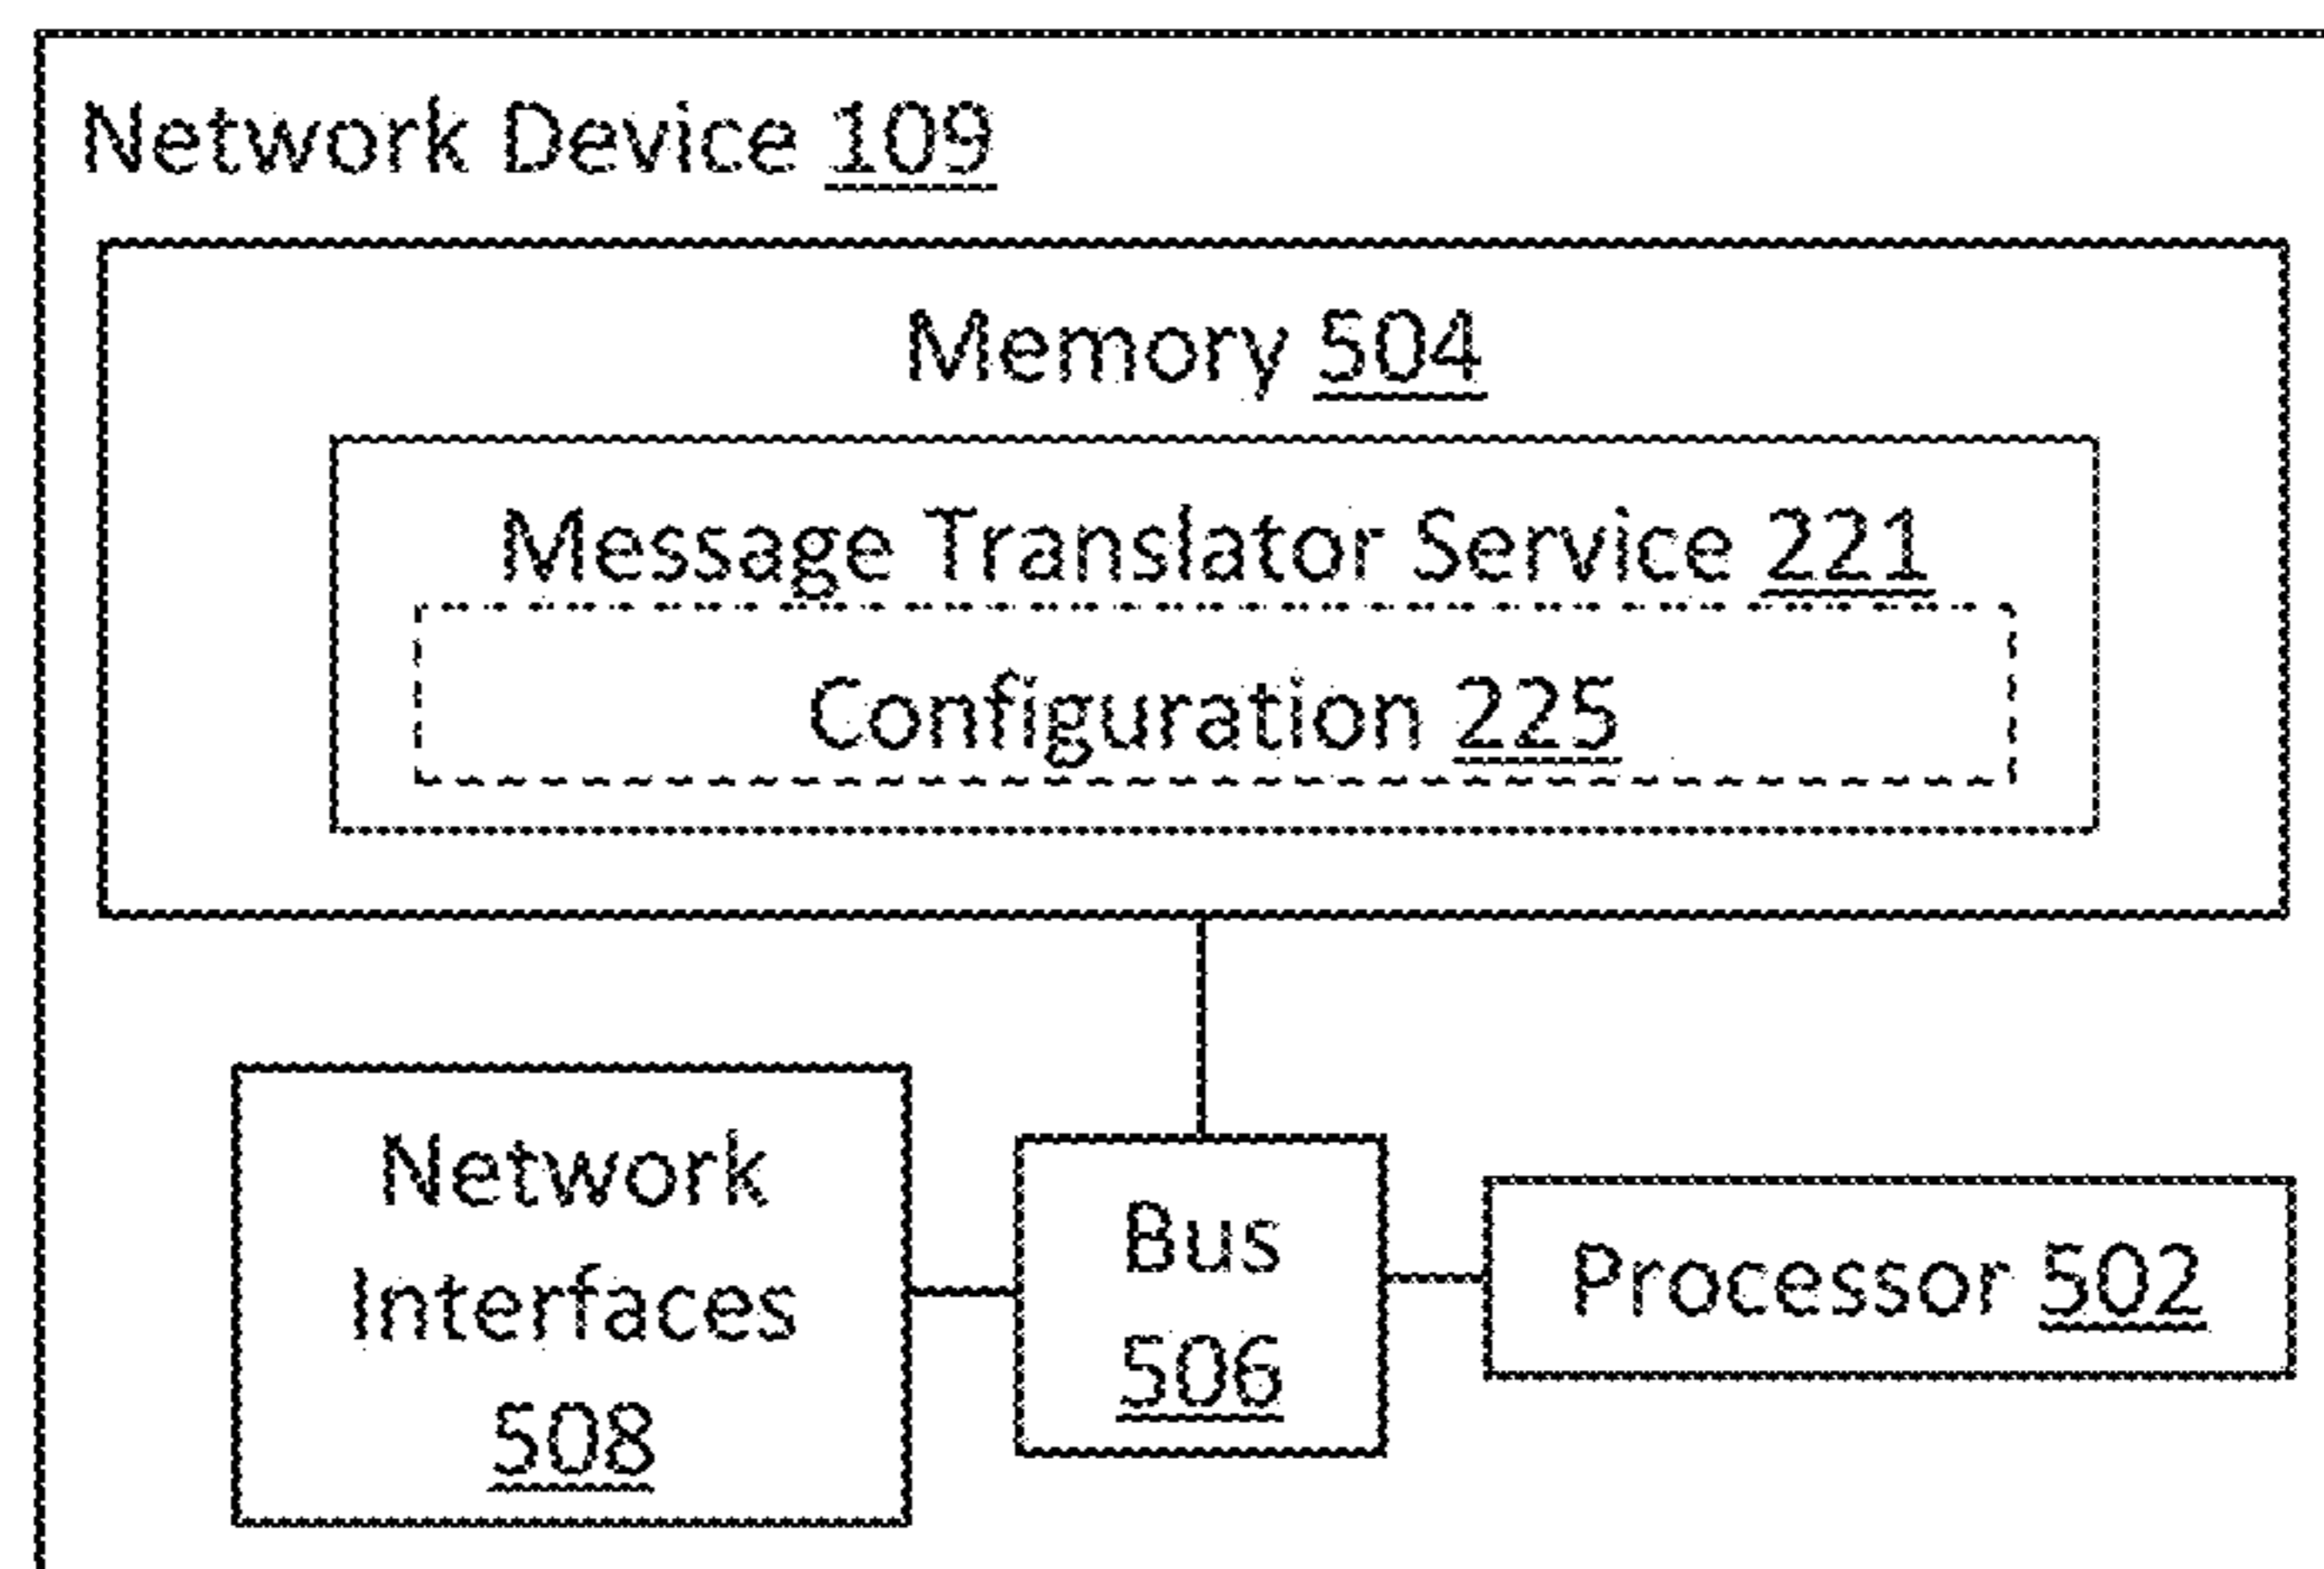 Network Device 109
Memory 504
Message Translator Service 221
Configuration 225
Network
Interfaces
508
Bus
506
Processor 502